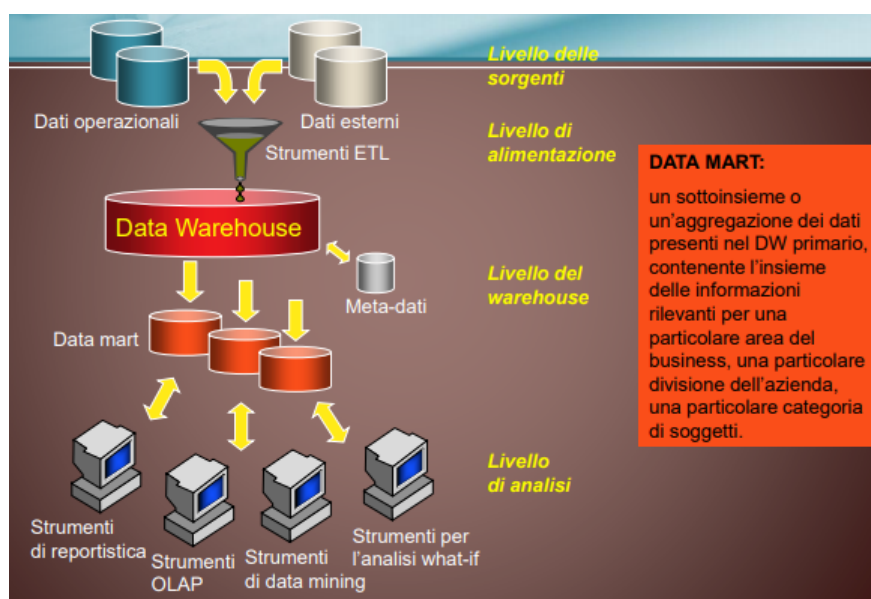 Livello delle
sorgenti
Dati operazionali
Dati esterni
Livello di
alimentazione
Strumenti ETL
DATA MART:
un sottoinsieme o
un'aggregazione dei dati
presenti nel DW primario,
contenente l'insieme
delle informazioni
rilevanti per una
particolare area del
business, una particolare
divisione dell'azienda,
una particolare categoria
di soggetti.
Data Warehouse
Livello del
warehouse
Meta-dati
Data mart
Livello
di analisi
Strumenti
di reportistica
Strumenti
OLAP
Strumenti
di data mining
Strumenti per
l'analisi what-if